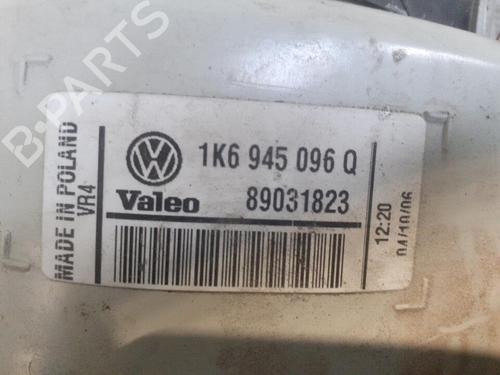 B-PARTS
MADE IN POLAND
VR4
1K6 945 096 Q
Valeo 89031823
12:20
04/10/06